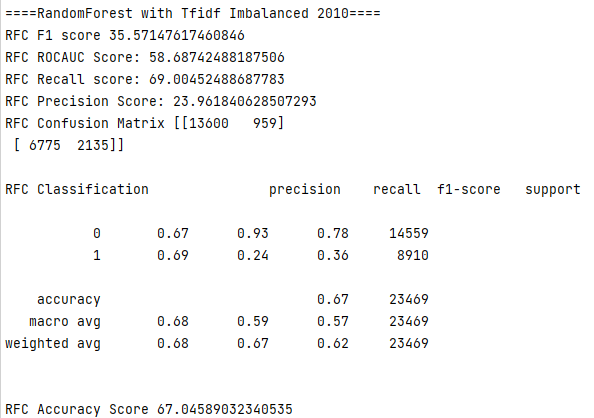 ====RandomForest with Tfidf Imbalanced 2010====
RFC F1 score 35.57147617460846
RFC ROCAUC Score: 58.68742488187506
RFC Recall score: 69.00452488687783
RFC Precision Score: 23.961840628507293
RFC Confusion Matrix [[13600   959]
 [ 6775  2135]]
RFC Classification               precision    recall  f1-score   support
           0       0.67      0.93      0.78     14559
           1       0.69      0.24      0.36      8910
    accuracy                           0.67     23469
   macro avg       0.68      0.59      0.57     23469
weighted avg       0.68      0.67      0.62     23469
RFC Accuracy Score 67.04589032340535